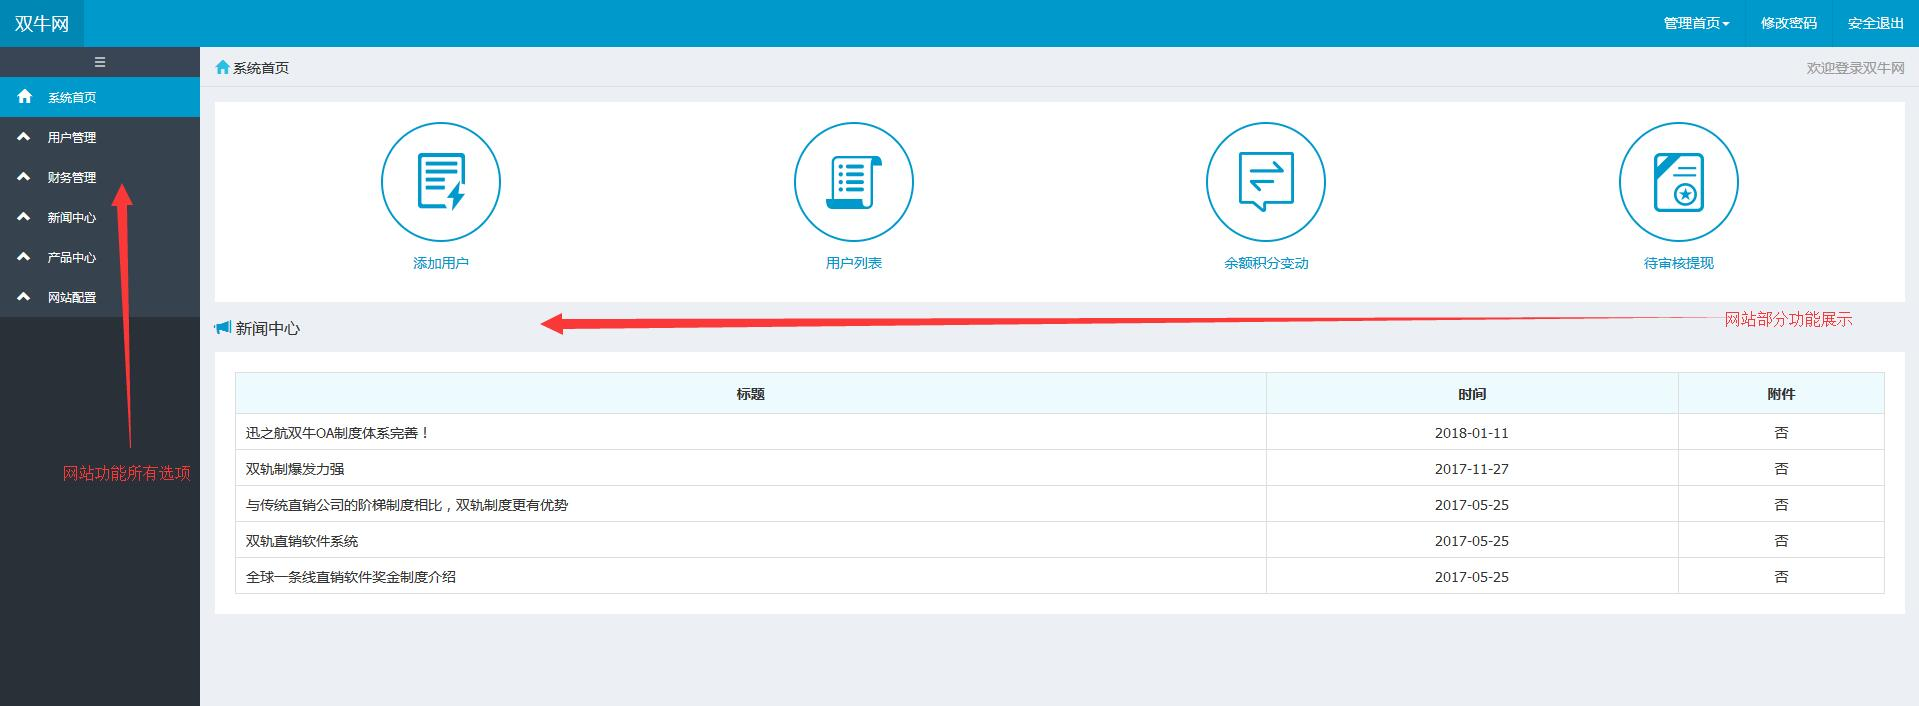 双牛网
管理首页 修改密码 安全退出
系统首页
用户管理
财务管理
新闻中心
产品中心
网站配置
网站功能所有选项
系统首页 欢迎登录双牛网
添加用户 用户列表 余额积分变动 待审核提现
新闻中心
网站部分功能展示
标题 时间 附件
迅之航双牛OA制度体系完善！ 2018-01-11 否
双轨制爆发力强 2017-11-27 否
与传统直销公司的阶梯制度相比，双轨制度更有优势 2017-05-25 否
双轨直销软件系统 2017-05-25 否
全球一条线直销软件奖金制度介绍 2017-05-25 否